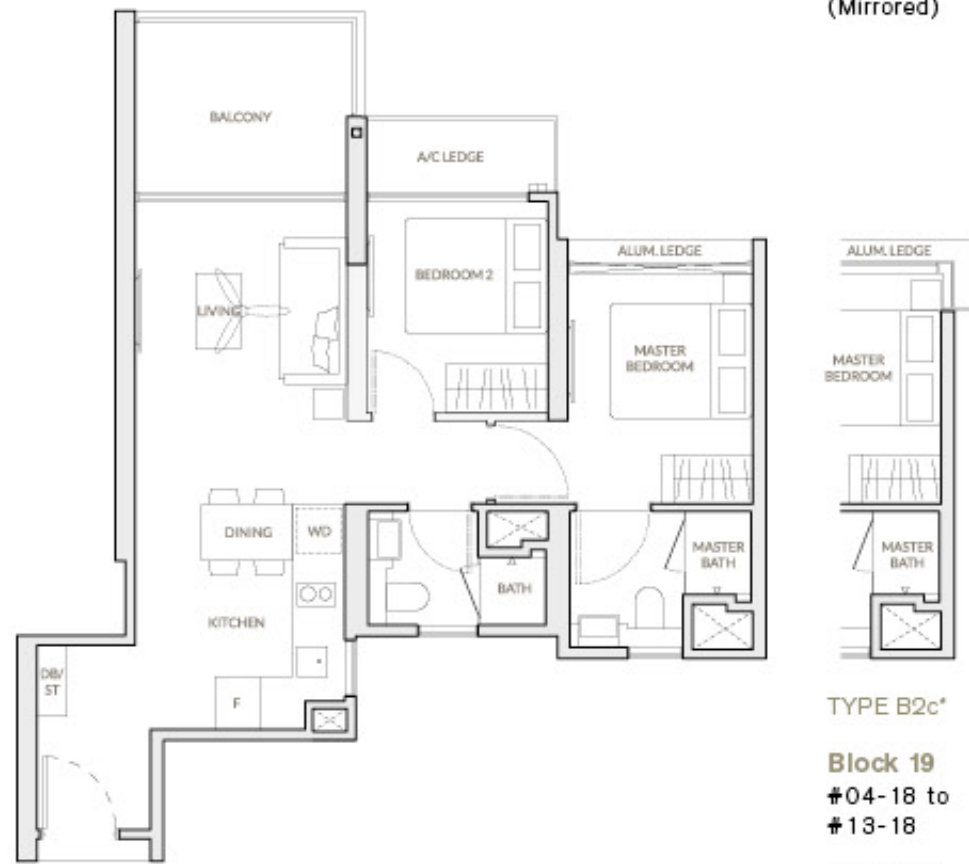 (Mirrored)
BALCONY
A/C LEDGE
ALUM. LEDGE
ALUM. LEDGE
BEDROOM 2
LIVING
MASTER
BEDROOM
MASTER
BEDROOM
DINING
WD
MASTER
BATH
MASTER
BATH
BATH
KITCHEN
DB/
ST
F
TYPE B2c*
Block 19
#04-18 to
#13-18